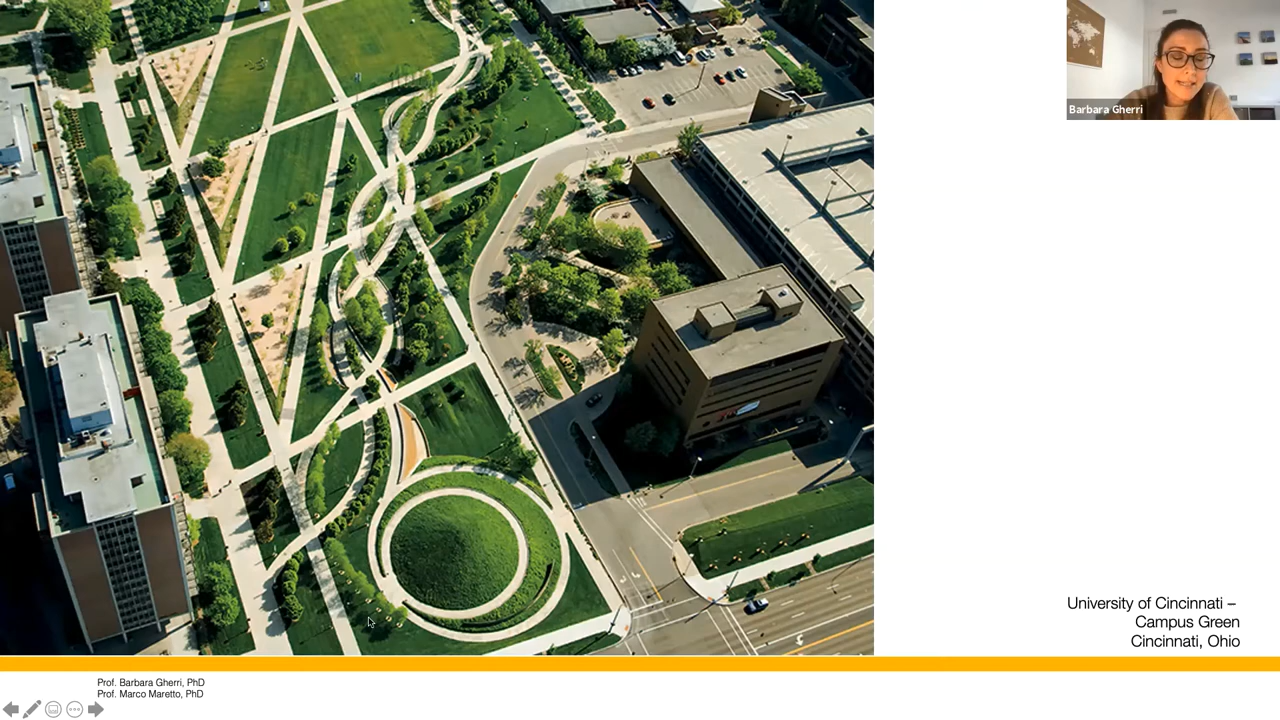 Barbara Gherri
University of Cincinnati –
Campus Green
Cincinnati, Ohio
Prof. Barbara Gherri, PhD
Prof. Marco Maretto, PhD